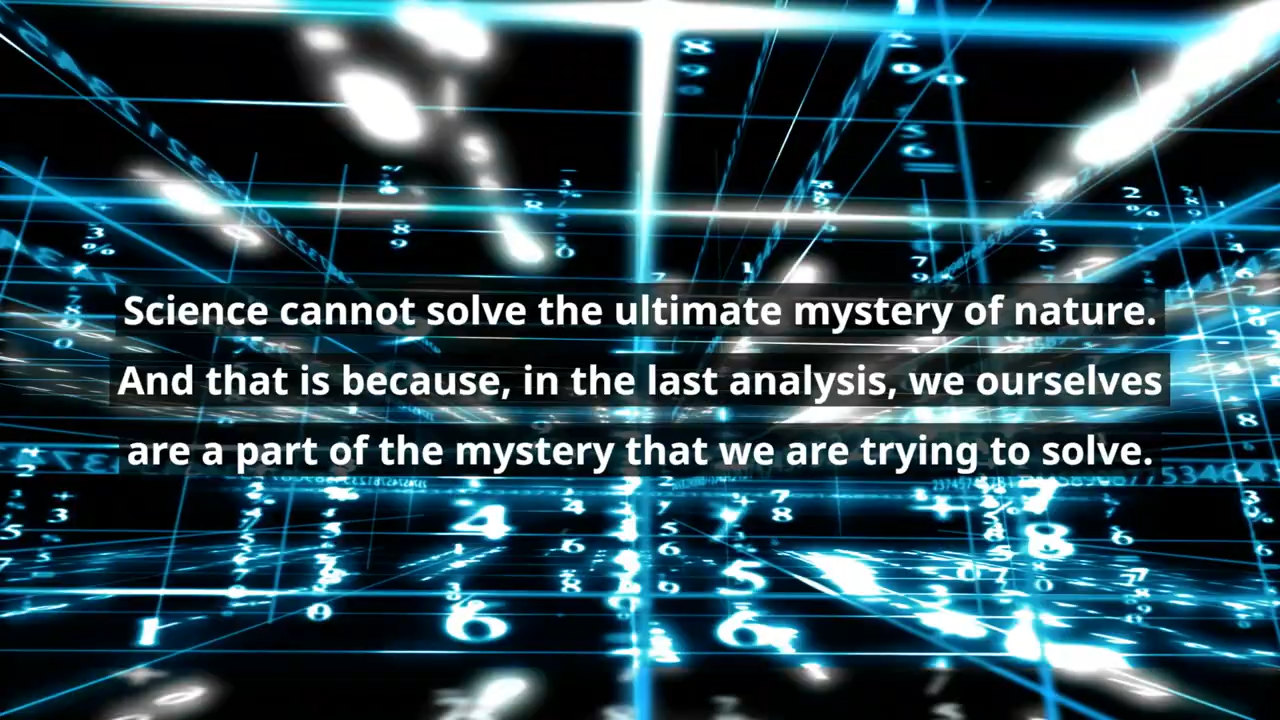 Science cannot solve the ultimate mystery of nature.
And that is because, in the last analysis, we ourselves
are a part of the mystery that we are trying to solve.